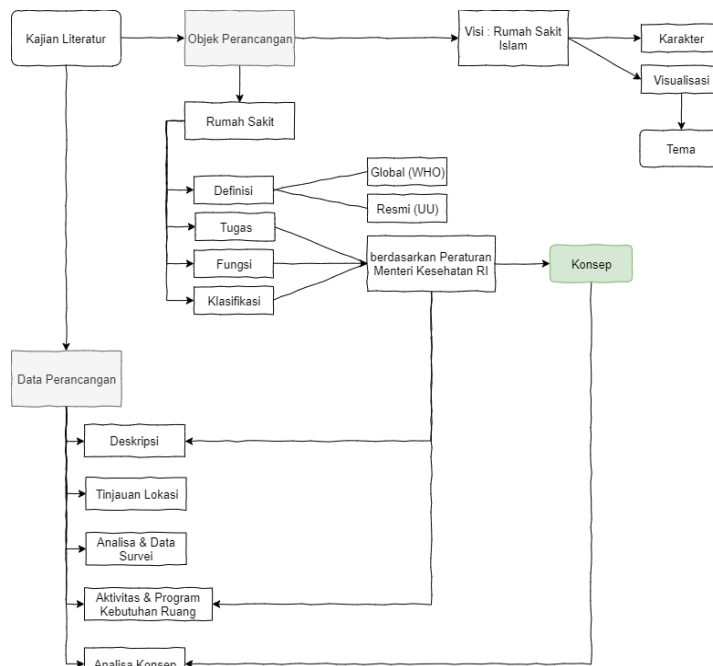 Kajian Literatur
Objek Perancangan
Visi : Rumah Sakit
Islam
Karakter
Visualisasi
Tema
Rumah Sakit
Definisi
Global (WHO)
Resmi (UU)
Tugas
Fungsi
Klasifikasi
berdasarkan Peraturan
Menteri Kesehatan RI
Konsep
Data Perancangan
Deskripsi
Tinjauan Lokasi
Analisa & Data
Survei
Aktivitas & Program
Kebutuhan Ruang
Analisa Konsep